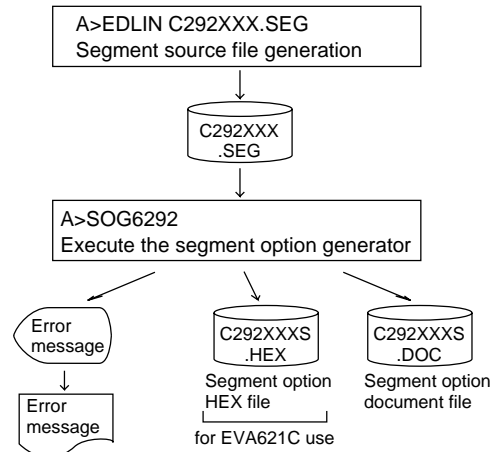 A>EDLIN C292XXX.SEG
Segment source file generation
C292XXX
.SEG
A>SOG6292
Execute the segment option generator
Error
message
C292XXXS
.HEX
C292XXXS
.DOC
Segment option
HEX file
Segment option
document file
Error
message
for EVA621C use